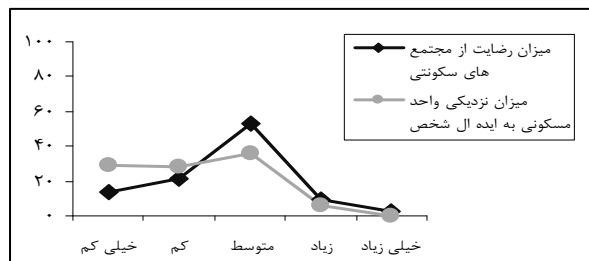 ۱۰۰
۸۰
۶۰
۴۰
۲۰
۰
خیلی کم
کم
متوسط
زیاد
خیلی زیاد
میزان رضایت از مجتمع
های سکونتی
میزان نزدیکی واحد
مسکونی به ایده ال شخص